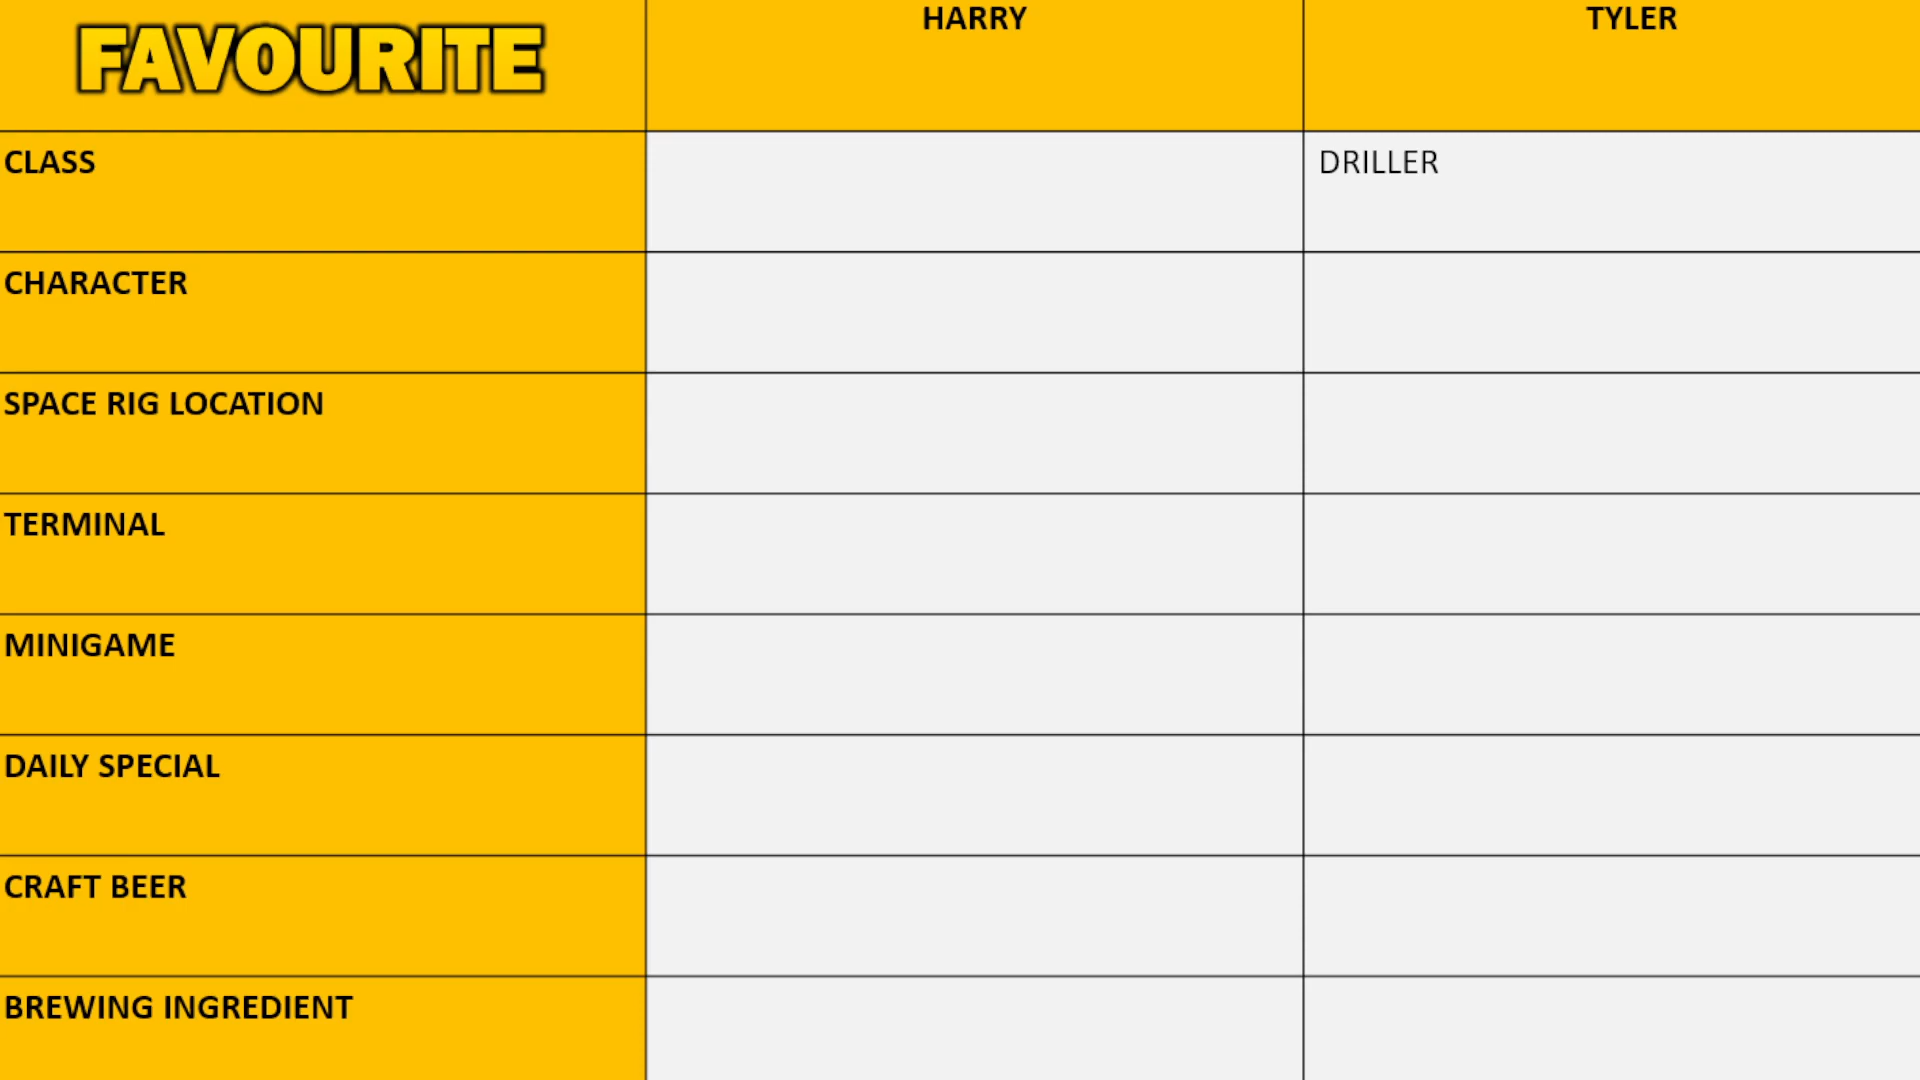 FAVOURITE
HARRY
TYLER
CLASS
DRILLER
CHARACTER
SPACE RIG LOCATION
TERMINAL
MINIGAME
DAILY SPECIAL
CRAFT BEER
BREWING INGREDIENT